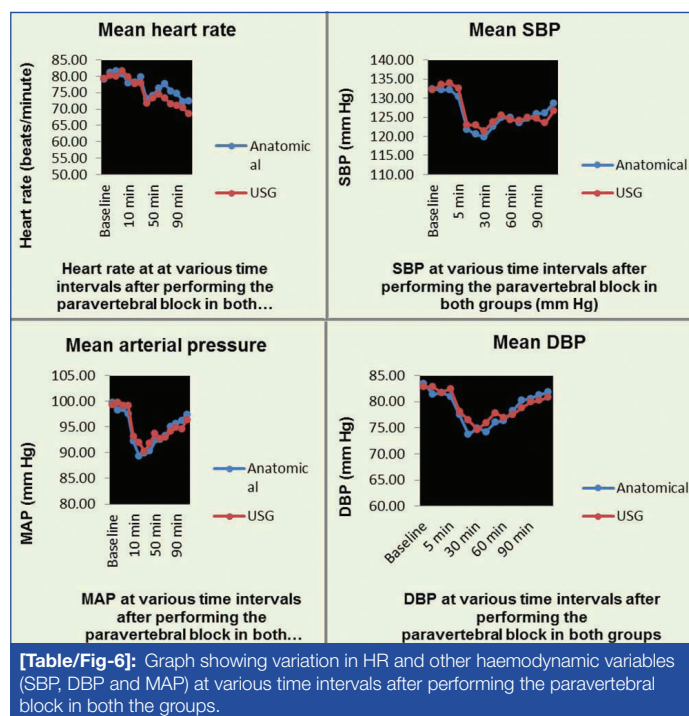 Mean heart rate
Heart rate (beats/minute)
85.00
80.00
75.00
70.00
65.00
60.00
55.00
50.00
Baseline
10 min
50 min
90 min
Anatomic
al
USG
Heart rate at at various time
intervals after performing the
paravertebral block in both…
Mean SBP
SBP (mm Hg)
140.00
135.00
130.00
125.00
120.00
115.00
110.00
Baseline
5 min
30 min
60 min
90 min
Anatomical
USG
SBP at various time intervals after
performing the paravertebral block in
both groups (mm Hg)
Mean arterial pressure
MAP (mm Hg)
105.00
100.00
95.00
90.00
85.00
80.00
Baseline
10 min
50 min
90 min
Anatomic
al
USG
MAP at various time intervals
after performing the
paravertebral block in both…
Mean DBP
DBP (mm Hg)
85.00
80.00
75.00
70.00
65.00
60.00
Baseline
5 min
30 min
60 min
90 min
Anatomical
USG
DBP at various time intervals after
performing the
paravertebral block in both groups
[Table/Fig-6]: Graph showing variation in HR and other haemodynamic variables
(SBP, DBP and MAP) at various time intervals after performing the paravertebral
block in both the groups.